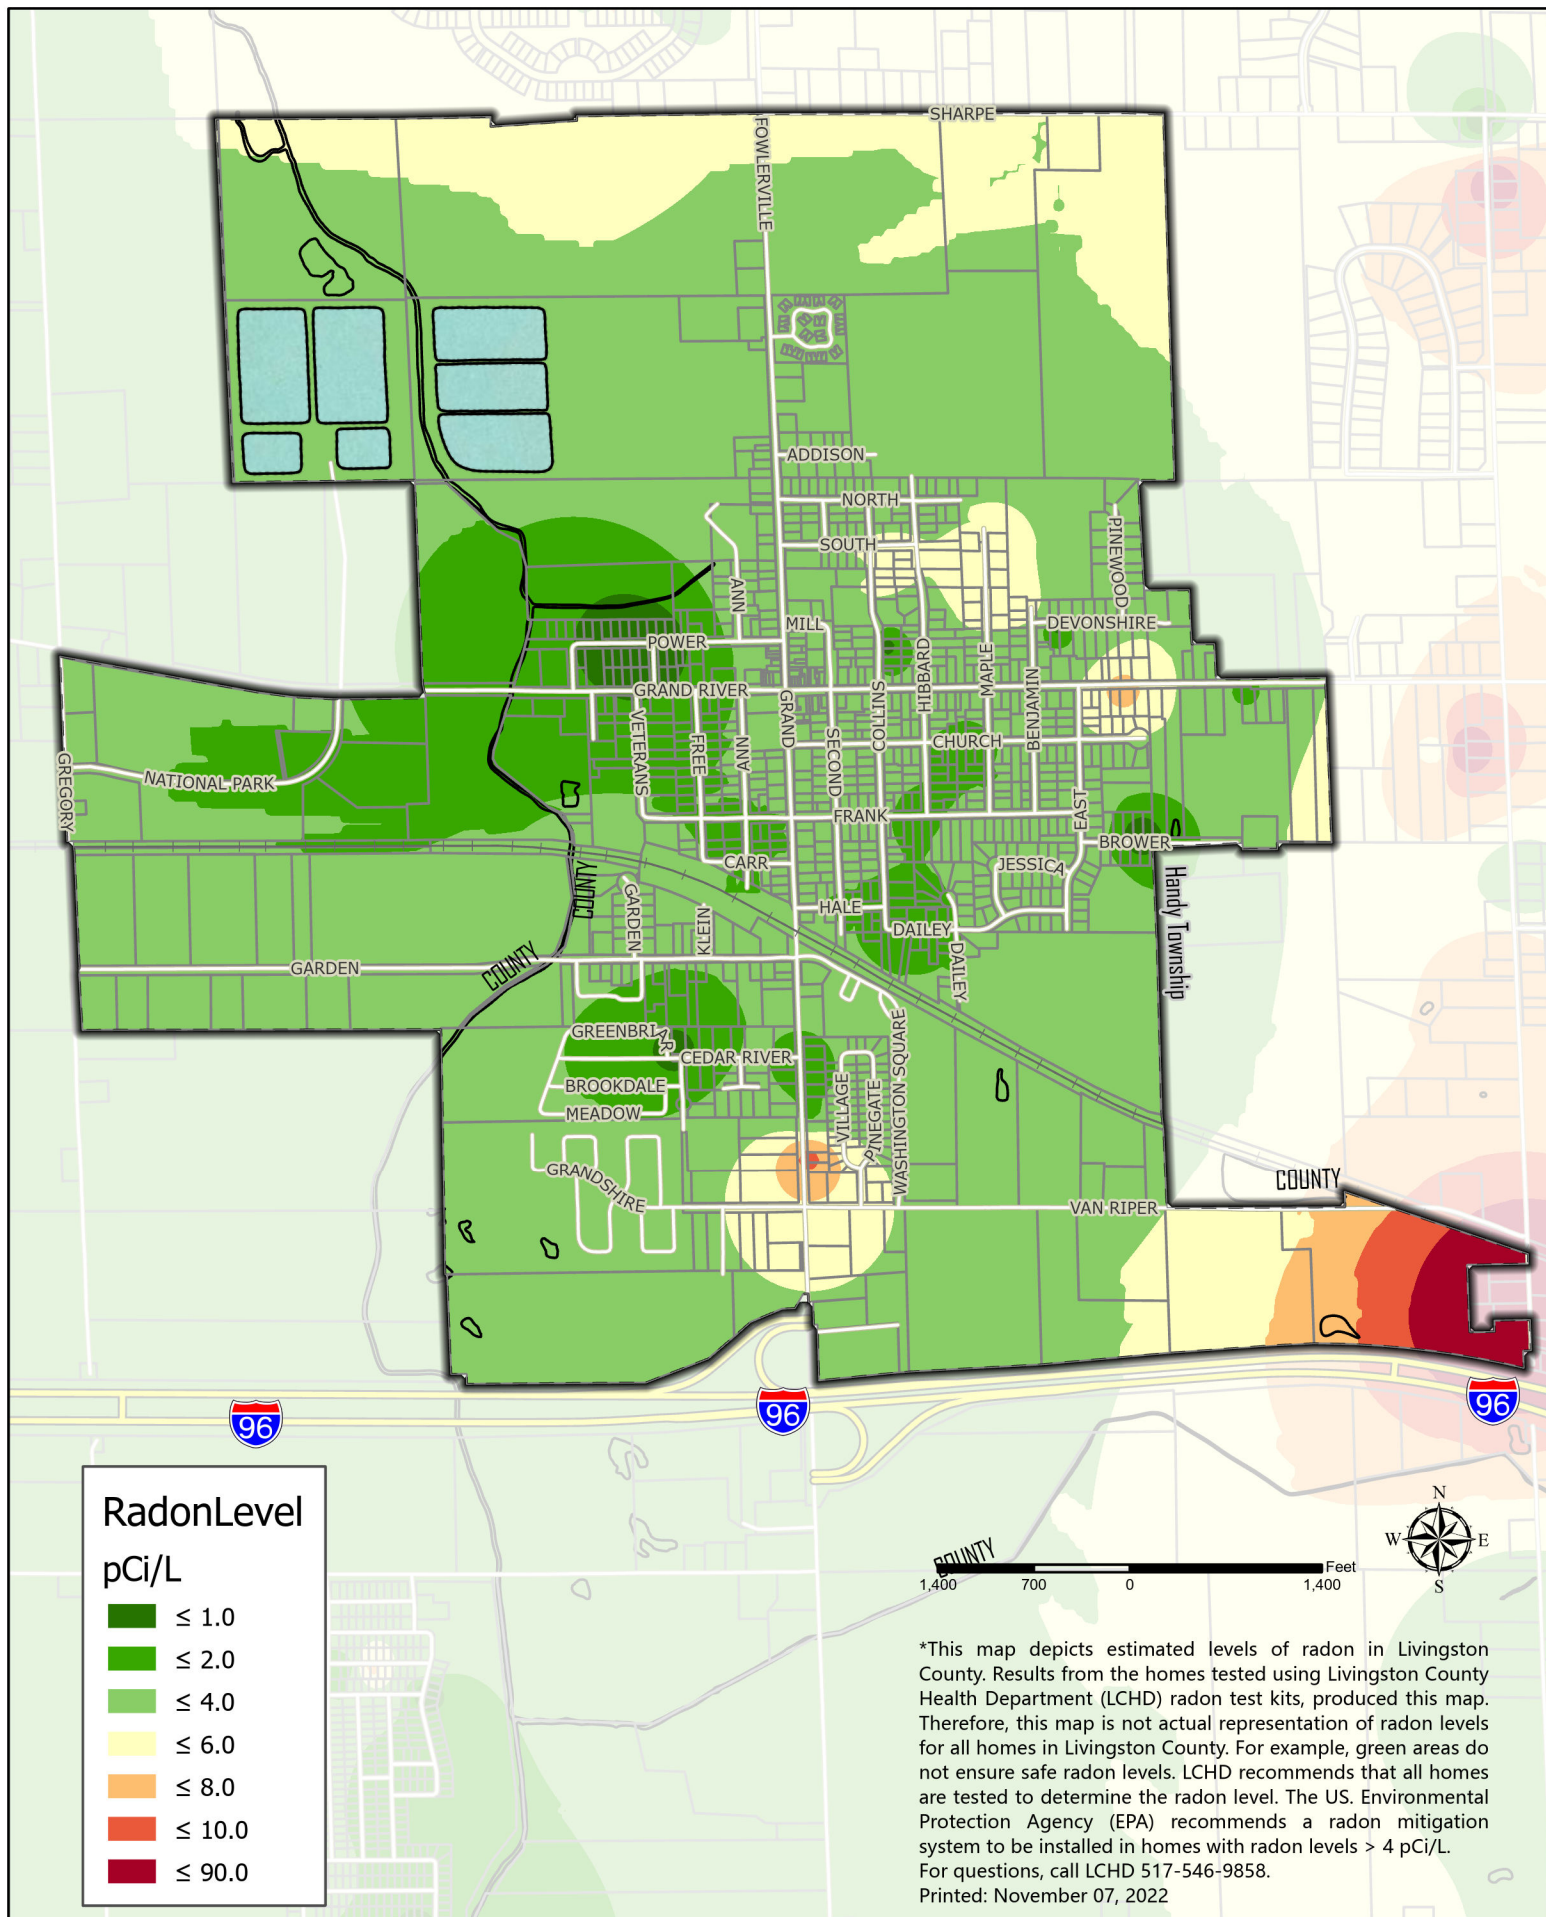 SHARPE
FOWLERVILLE
ADDISON
NORTH
SOUTH
PINEWOOD
ANN
MILL
DEVONSHIRE
POWER
HIBBARD
MAPLE
BENJAMIN
COLLINS
GRAND RIVER
GRAND
VETERANS
FREE
ANN
SECOND
CHURCH
GREGORY
NATIONAL PARK
EAST
FRANK
BROWER
CARR
JESSICA
COUNTY
GARDEN
KLEIN
HALE
DAILEY
DAILEY
Handy Township
COUNTY
GARDEN
GREENBRIAR
CEDAR RIVER
WASHINGTON SQUARE
BROOKDALE
MEADOW
VILLAGE
PINEGATE
GRANDSHIRE
COUNTY
VAN RIPER
96
96
96
RadonLevel
pCi/L
≤ 1.0
≤ 2.0
≤ 4.0
≤ 6.0
≤ 8.0
≤ 10.0
≤ 90.0
N
W E
S
COUNTY
Feet
1,400 700 0 1,400
*This map depicts estimated levels of radon in Livingston
County. Results from the homes tested using Livingston County
Health Department (LCHD) radon test kits, produced this map.
Therefore, this map is not actual representation of radon levels
for all homes in Livingston County. For example, green areas do
not ensure safe radon levels. LCHD recommends that all homes
are tested to determine the radon level. The US. Environmental
Protection Agency (EPA) recommends a radon mitigation
system to be installed in homes with radon levels > 4 pCi/L.
For questions, call LCHD 517-546-9858.
Printed: November 07, 2022